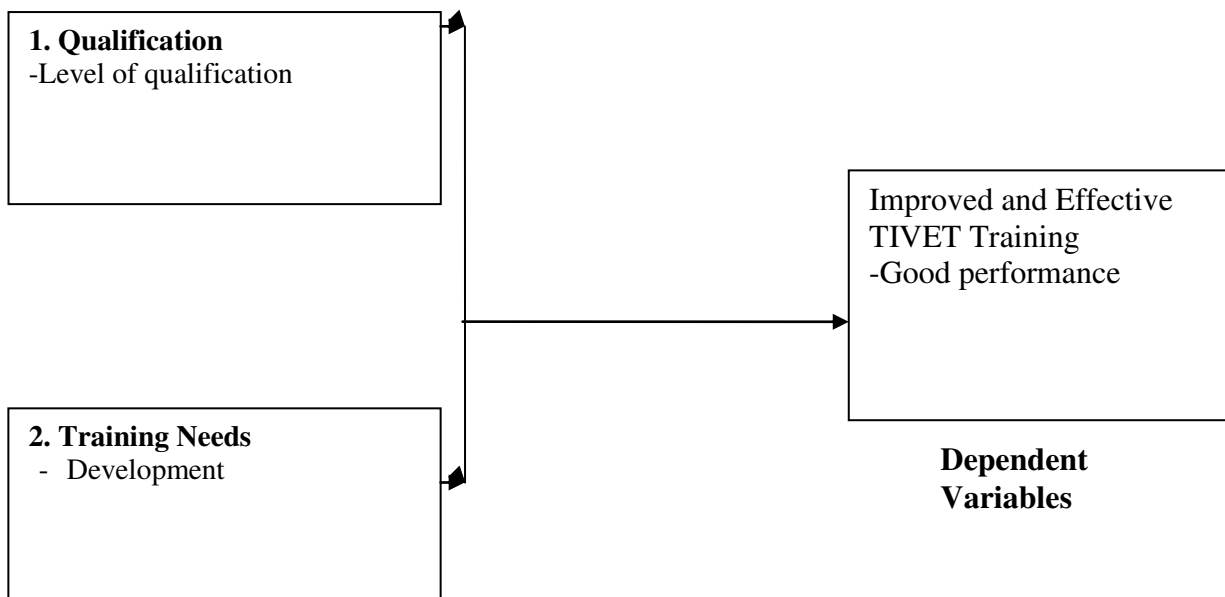 1. Qualification
-Level of qualification
Improved and Effective
TIVET Training
-Good performance
2. Training Needs
- Development
Dependent
Variables